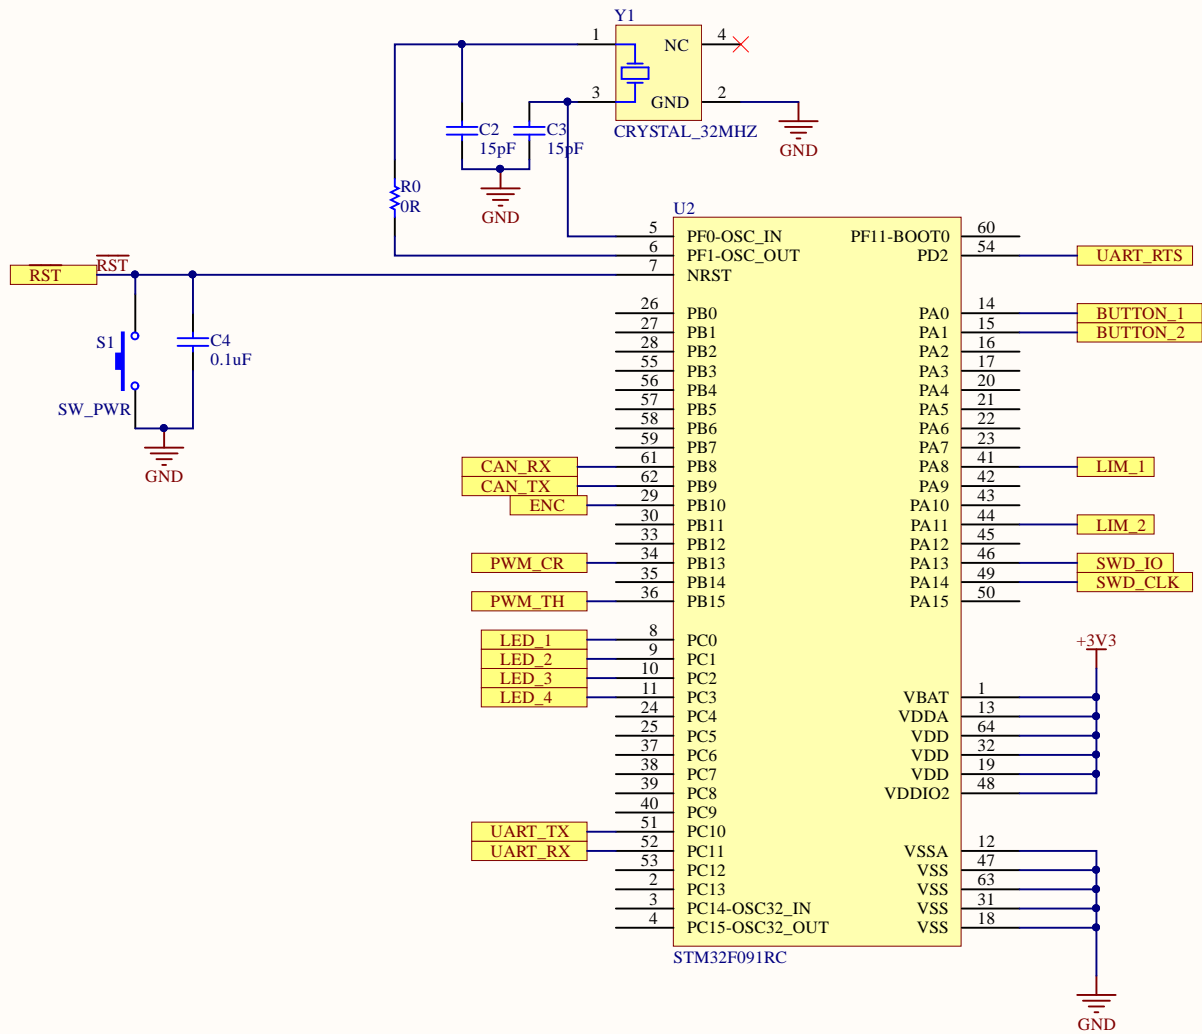 Y1
1 NC 4
3 GND 2
CRYSTAL_32MHZ
GND
C2
15pF
C3
15pF
GND
R0
0R
RST
RST
S1
SW_PWR
C4
0.1uF
GND
U2
5 PF0-OSC_IN PF11-BOOT0 60
6 PF1-OSC_OUT PD2 54 UART_RTS
7 NRST
26 PB0 PA0 14 BUTTON_1
27 PB1 PA1 15 BUTTON_2
28 PB2 PA2 16
55 PB3 PA3 17
56 PB4 PA4 20
57 PB5 PA5 21
58 PB6 PA6 22
59 PB7 PA7 23
CAN_RX 61 PB8 PA8 41 LIM_1
CAN_TX 62 PB9 PA9 42
ENC 29 PB10 PA10 43
30 PB11 PA11 44 LIM_2
33 PB12 PA12 45
PWM_CR 34 PB13 PA13 46 SWD_IO
35 PB14 PA14 49 SWD_CLK
PWM_TH 36 PB15 PA15 50
LED_1 8 PC0 +3V3
LED_2 9 PC1
LED_3 10 PC2
LED_4 11 PC3 VBAT 1
24 PC4 VDDA 13
25 PC5 VDD 64
37 PC6 VDD 32
38 PC7 VDD 19
39 PC8 VDDIO2 48
40 PC9
UART_TX 51 PC10
UART_RX 52 PC11 VSSA 12
53 PC12 VSS 47
2 PC13 VSS 63
3 PC14-OSC32_IN VSS 31
4 PC15-OSC32_OUT VSS 18
STM32F091RC
GND